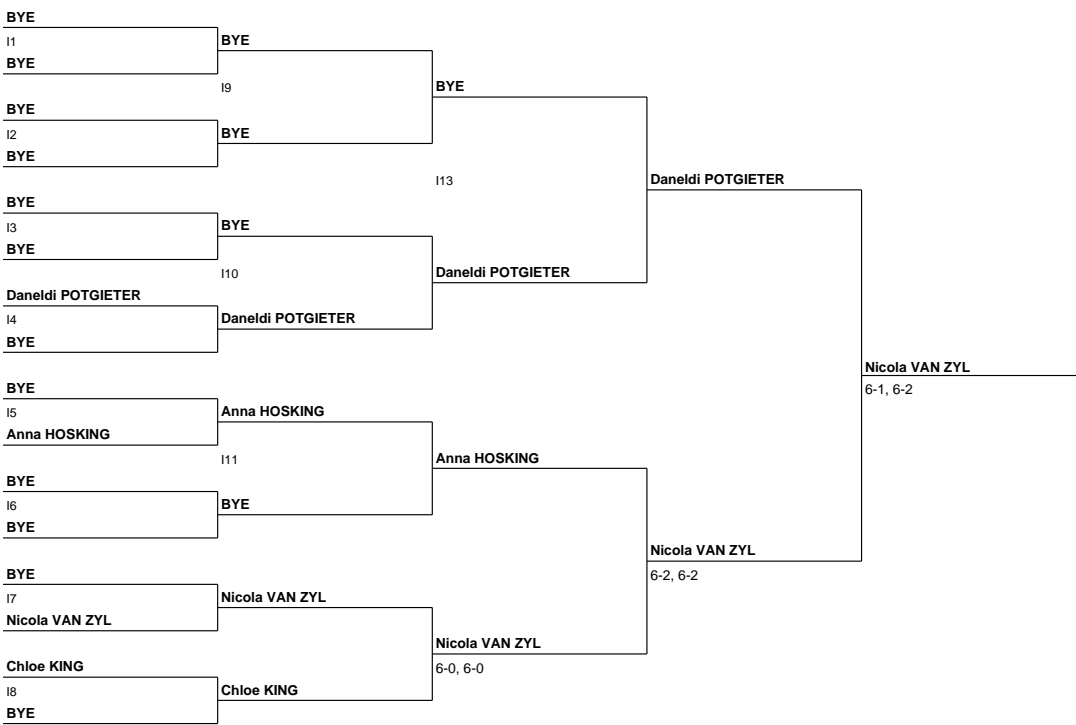 BYE
I1
BYE
BYE
I9
BYE
BYE
I2
BYE
BYE
I13
Daneldi POTGIETER
BYE
I3
BYE
BYE
I10
Daneldi POTGIETER
Daneldi POTGIETER
I4
Daneldi POTGIETER
BYE
Nicola VAN ZYL
6-1, 6-2
BYE
I5
Anna HOSKING
Anna HOSKING
I11
Anna HOSKING
BYE
I6
BYE
BYE
Nicola VAN ZYL
6-2, 6-2
BYE
I7
Nicola VAN ZYL
Nicola VAN ZYL
Nicola VAN ZYL
6-0, 6-0
Chloe KING
I8
Chloe KING
BYE